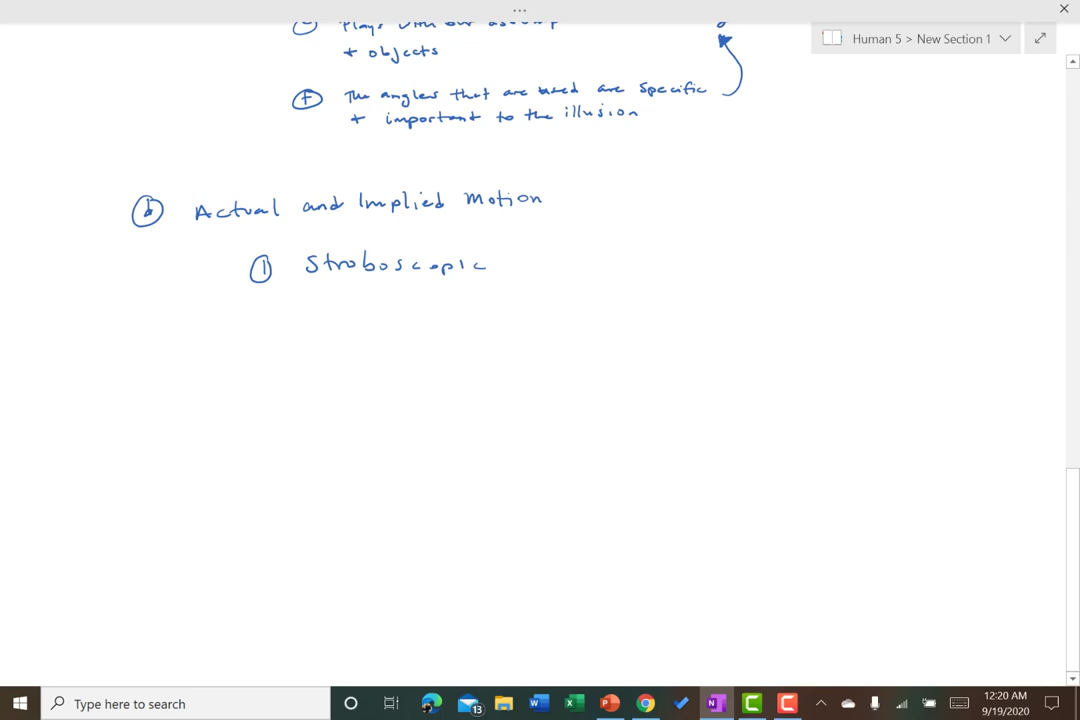 Human 5 > New Section 1
+ objects
f The angles that are used are specific
+ important to the illusion
b Actual and Implied Motion
1 Stroboscopic
Type here to search
13
12:20 AM
9/19/2020